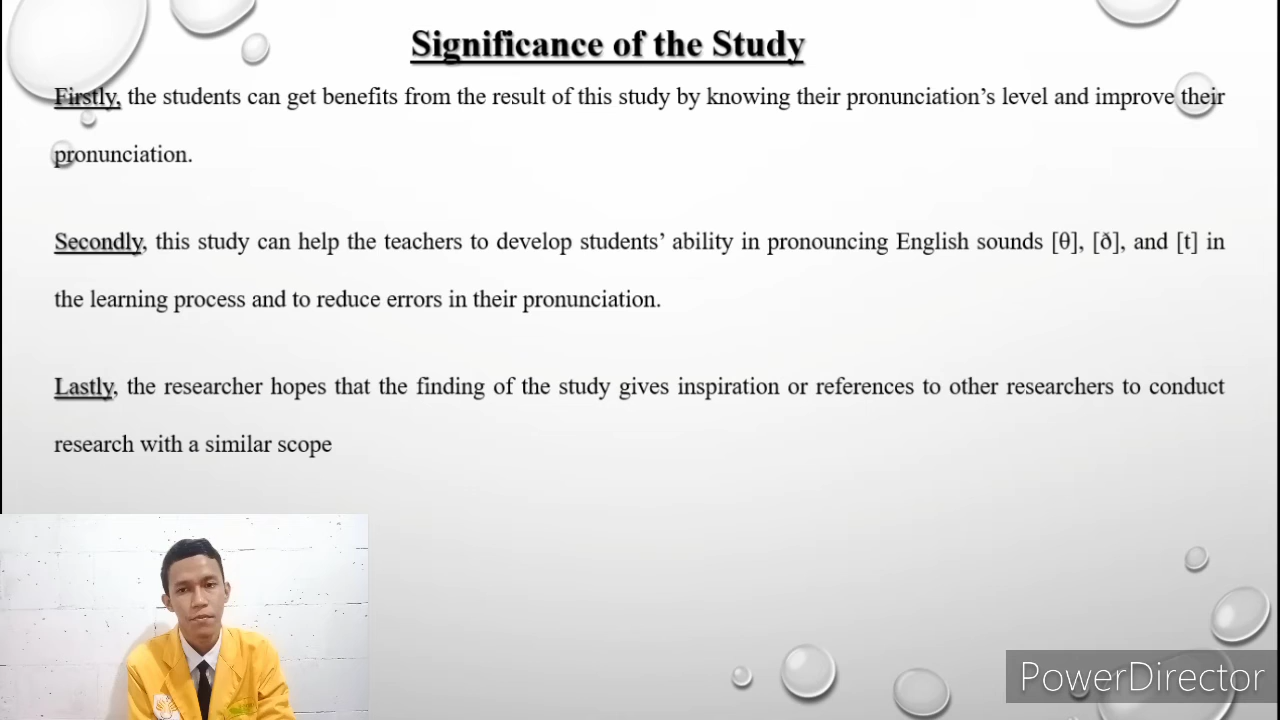 Significance of the Study
Firstly, the students can get benefits from the result of this study by knowing their pronunciation’s level and improve their
pronunciation.
Secondly, this study can help the teachers to develop students’ ability in pronouncing English sounds [θ], [ð], and [t] in
the learning process and to reduce errors in their pronunciation.
Lastly, the researcher hopes that the finding of the study gives inspiration or references to other researchers to conduct
research with a similar scope
PowerDirector